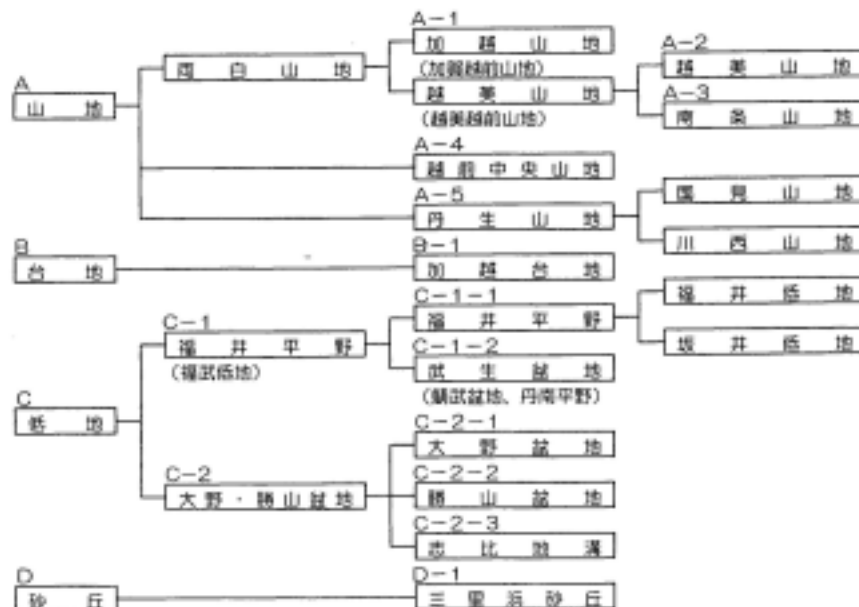 A
山地
両白山地
A-1
加越山地
(加賀越前山地)
越美山地
(越美越前山地)
A-2
越美山地
A-3
南条山地
A-4
越前中央山地
A-5
丹生山地
国見山地
川西山地
B
台地
B-1
加越台地
C
低地
C-1
福井平野
(福武低地)
C-1-1
福井平野
福井低地
坂井低地
C-1-2
武生盆地
(鯖武盆地、丹南平野)
C-2
大野・勝山盆地
C-2-1
大野盆地
C-2-2
勝山盆地
C-2-3
志比地溝
D
砂丘
D-1
三里浜砂丘